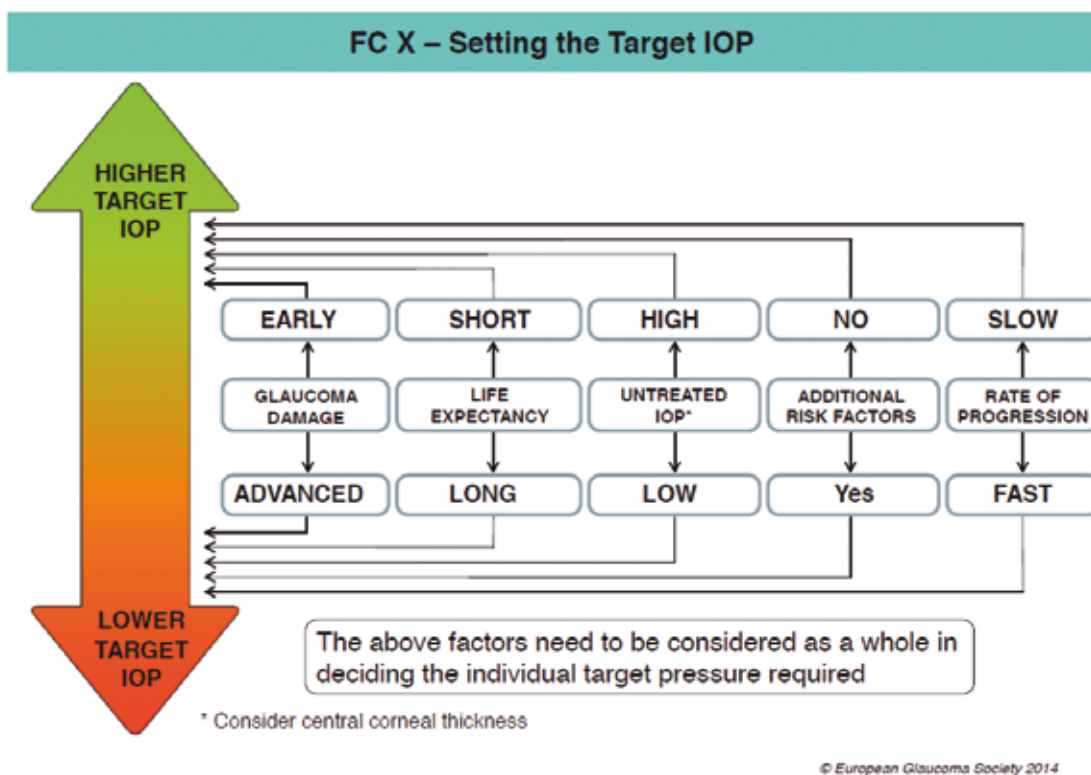 FC X – Setting the Target IOP
HIGHER
TARGET
IOP
EARLY
SHORT
HIGH
NO
SLOW
GLAUCOMA
DAMAGE
LIFE
EXPECTANCY
UNTREATED
IOP*
ADDITIONAL
RISK FACTORS
RATE OF
PROGRESSION
ADVANCED
LONG
LOW
Yes
FAST
LOWER
TARGET
IOP
The above factors need to be considered as a whole in
deciding the individual target pressure required
* Consider central corneal thickness
© European Glaucoma Society 2014